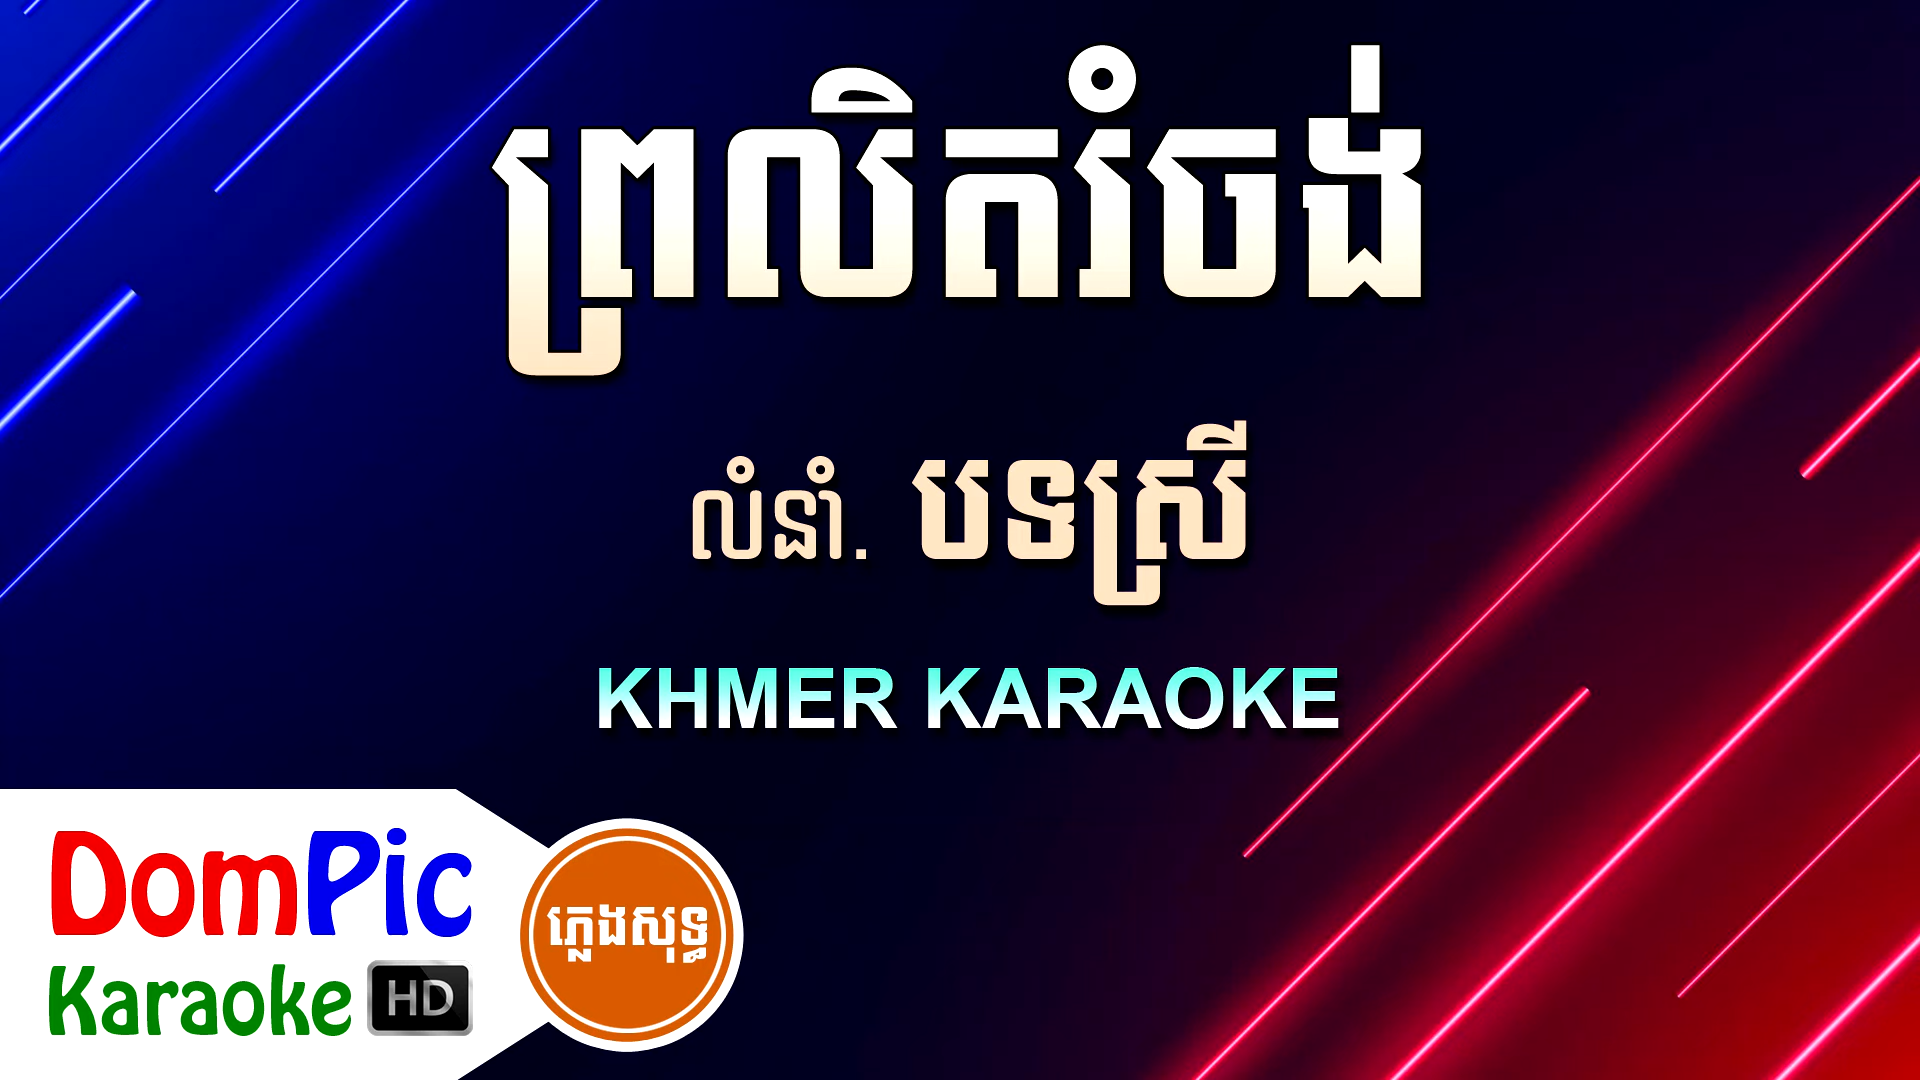 ព្រលិតរំចង់
លំនាំ. បទស្រី
KHMER KARAOKE
DomPic
Karaoke HD
ភ្លេងសុទ្ធ